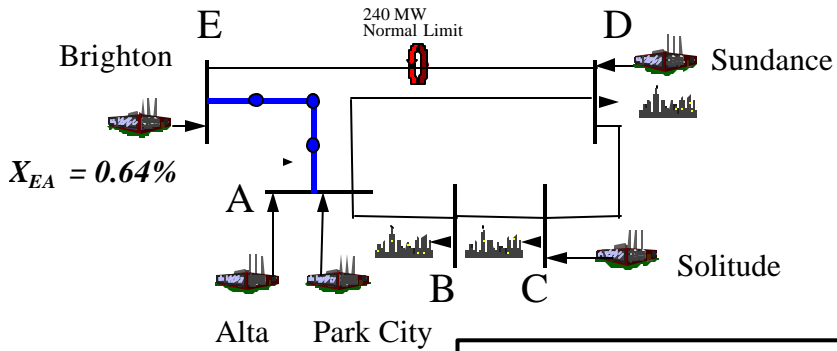 E
240 MW
Normal Limit
D
Brighton
Sundance
X_EA = 0.64%
A
B
C
Solitude
Alta
Park City